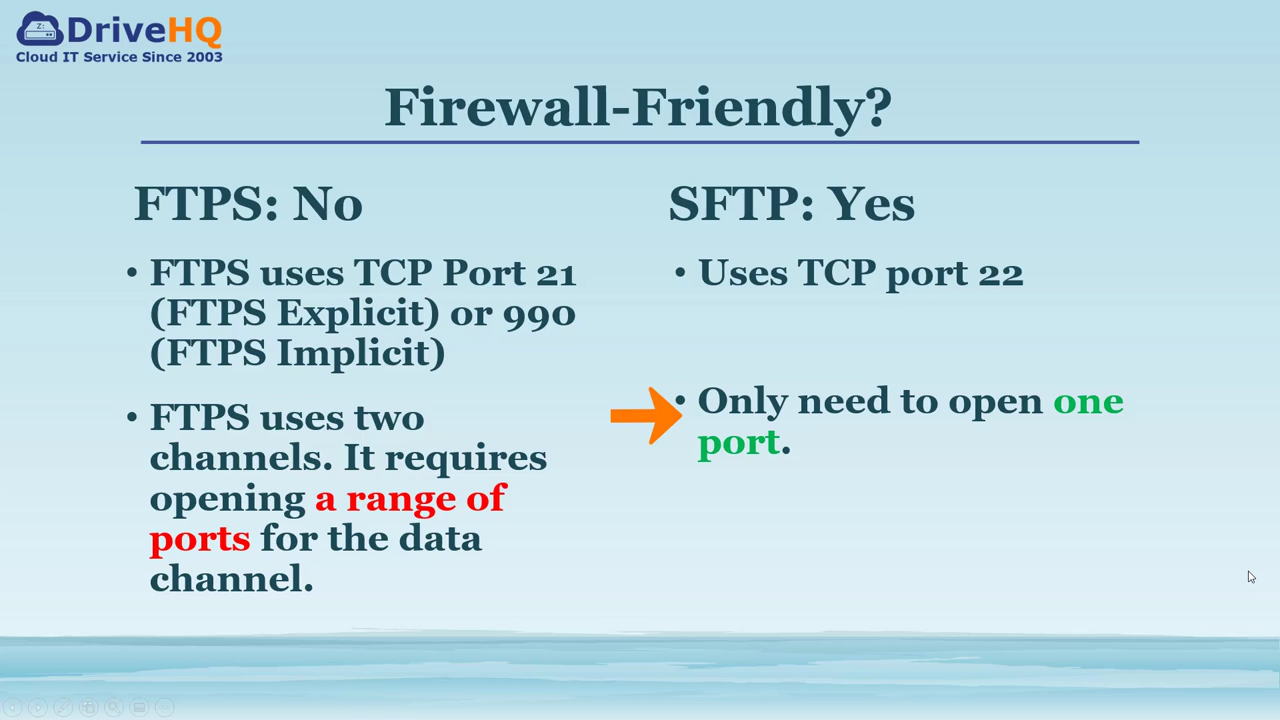 Z:
DriveHQ
Cloud IT Service Since 2003
Firewall-Friendly?
FTPS: No
• FTPS uses TCP Port 21
(FTPS Explicit) or 990
(FTPS Implicit)
• FTPS uses two
channels. It requires
opening a range of
ports for the data
channel.
SFTP: Yes
• Uses TCP port 22
• Only need to open one
port.